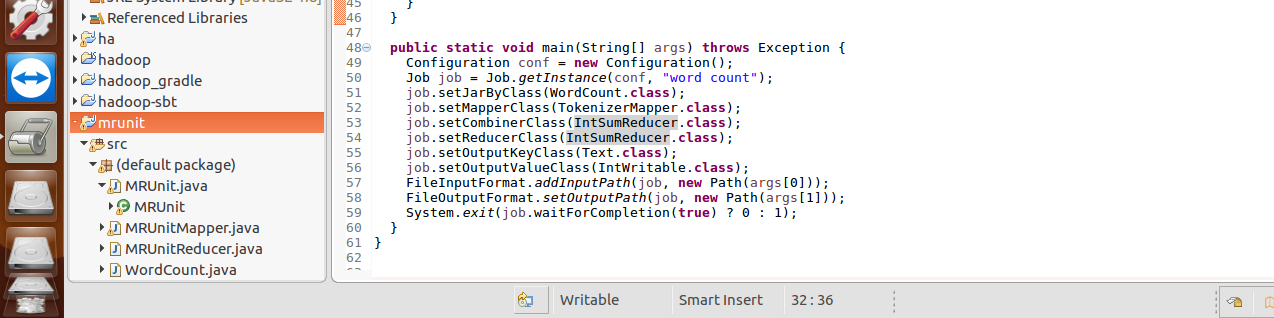 Referenced Libraries
ha
hadoop
hadoop_gradle
hadoop-sbt
mrunit
src
(default package)
MRUnit.java
MRUnit
MRUnitMapper.java
MRUnitReducer.java
WordCount.java
45 }
46 }
47
48 public static void main(String[] args) throws Exception {
49 Configuration conf = new Configuration();
50 Job job = Job.getInstance(conf, "word count");
51 job.setJarByClass(WordCount.class);
52 job.setMapperClass(TokenizerMapper.class);
53 job.setCombinerClass(IntSumReducer.class);
54 job.setReducerClass(IntSumReducer.class);
55 job.setOutputKeyClass(Text.class);
56 job.setOutputValueClass(IntWritable.class);
57 FileInputFormat.addInputPath(job, new Path(args[0]));
58 FileOutputFormat.setOutputPath(job, new Path(args[1]));
59 System.exit(job.waitForCompletion(true) ? 0 : 1);
60 }
61 }
62
Writable Smart Insert 32 : 36